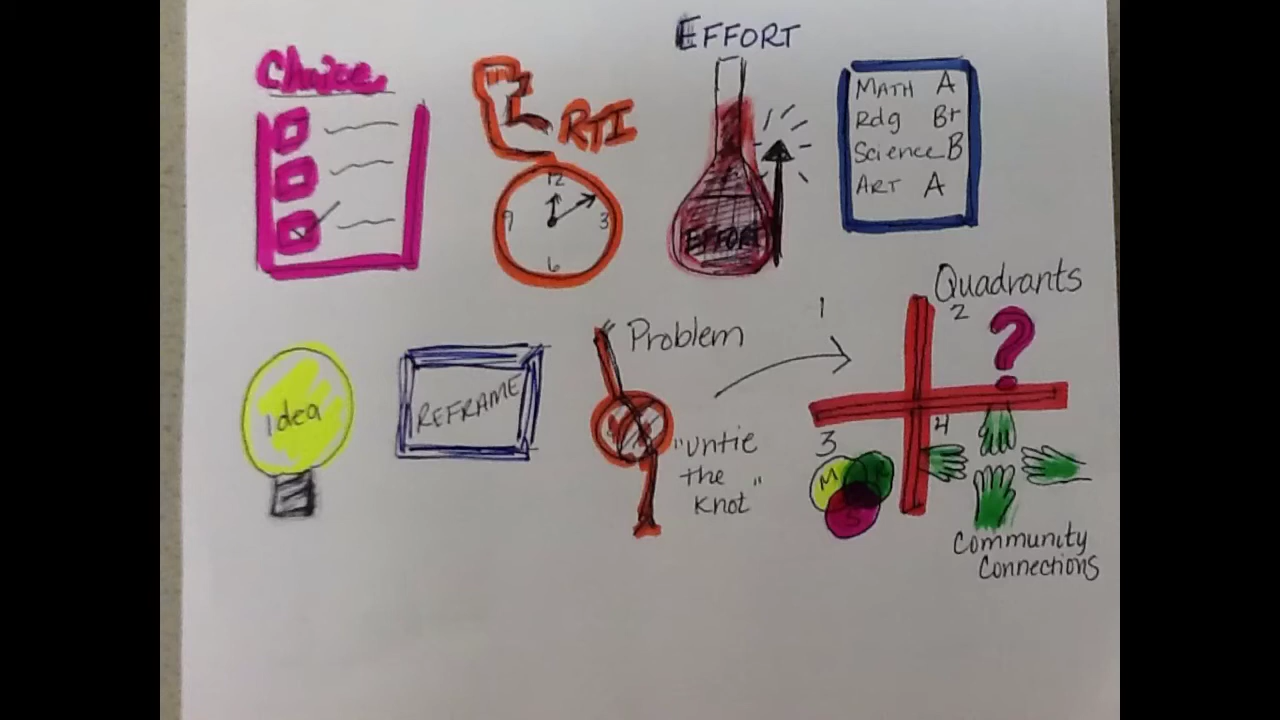 Choice
RTI
12
9
3
6
EFFORT
EFFORT
MATH A
Rdg B+
Science B
ART A
idea
REFRAME
Problem
"untie
the
knot"
Quadrants
1
2
?
3
4
M
S
Community
Connections